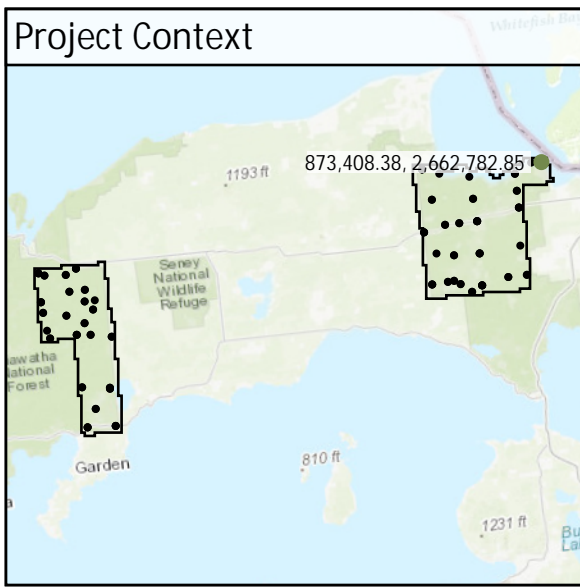 Project Context
Whitefish Bay
873,408.38, 2,662,782.85
1193 ft
Seney
National
Wildlife
Refuge
iawatha
National
Forest
Garden
810 ft
a
1231 ft
Bu
La